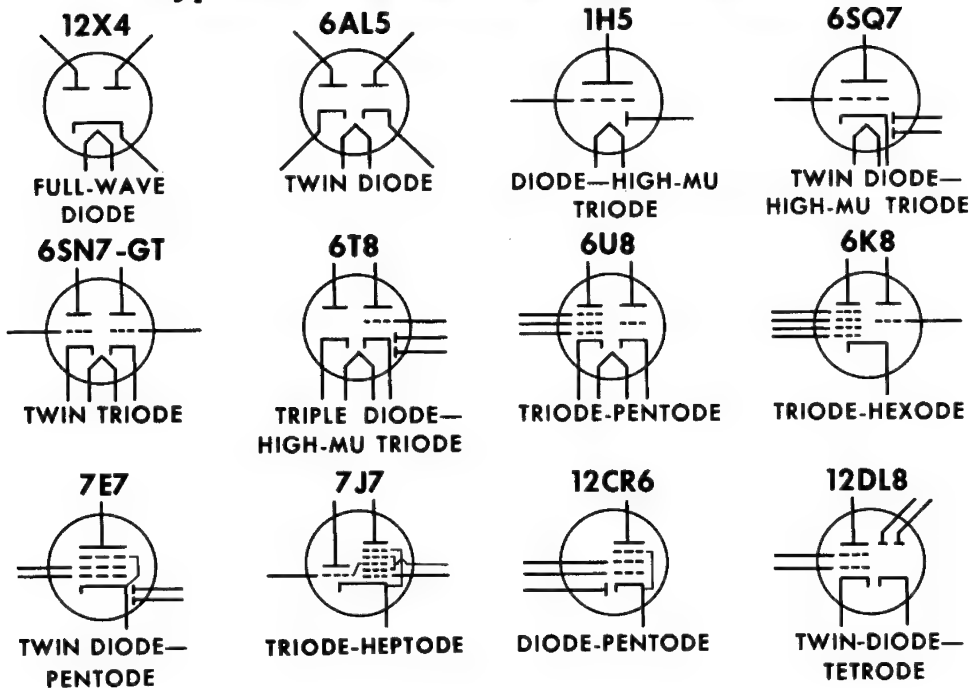 12X4
6AL5
1H5
6SQ7
FULL-WAVE
DIODE
TWIN DIODE
DIODE—HIGH-MU
TRIODE
TWIN DIODE—
HIGH-MU TRIODE
6SN7-GT
6T8
6U8
6K8
TWIN TRIODE
TRIPLE DIODE—
HIGH-MU TRIODE
TRIODE-PENTODE
TRIODE-HEXODE
7E7
7J7
12CR6
12DL8
TWIN DIODE—
PENTODE
TRIODE-HEPTODE
DIODE-PENTODE
TWIN-DIODE—
TETRODE